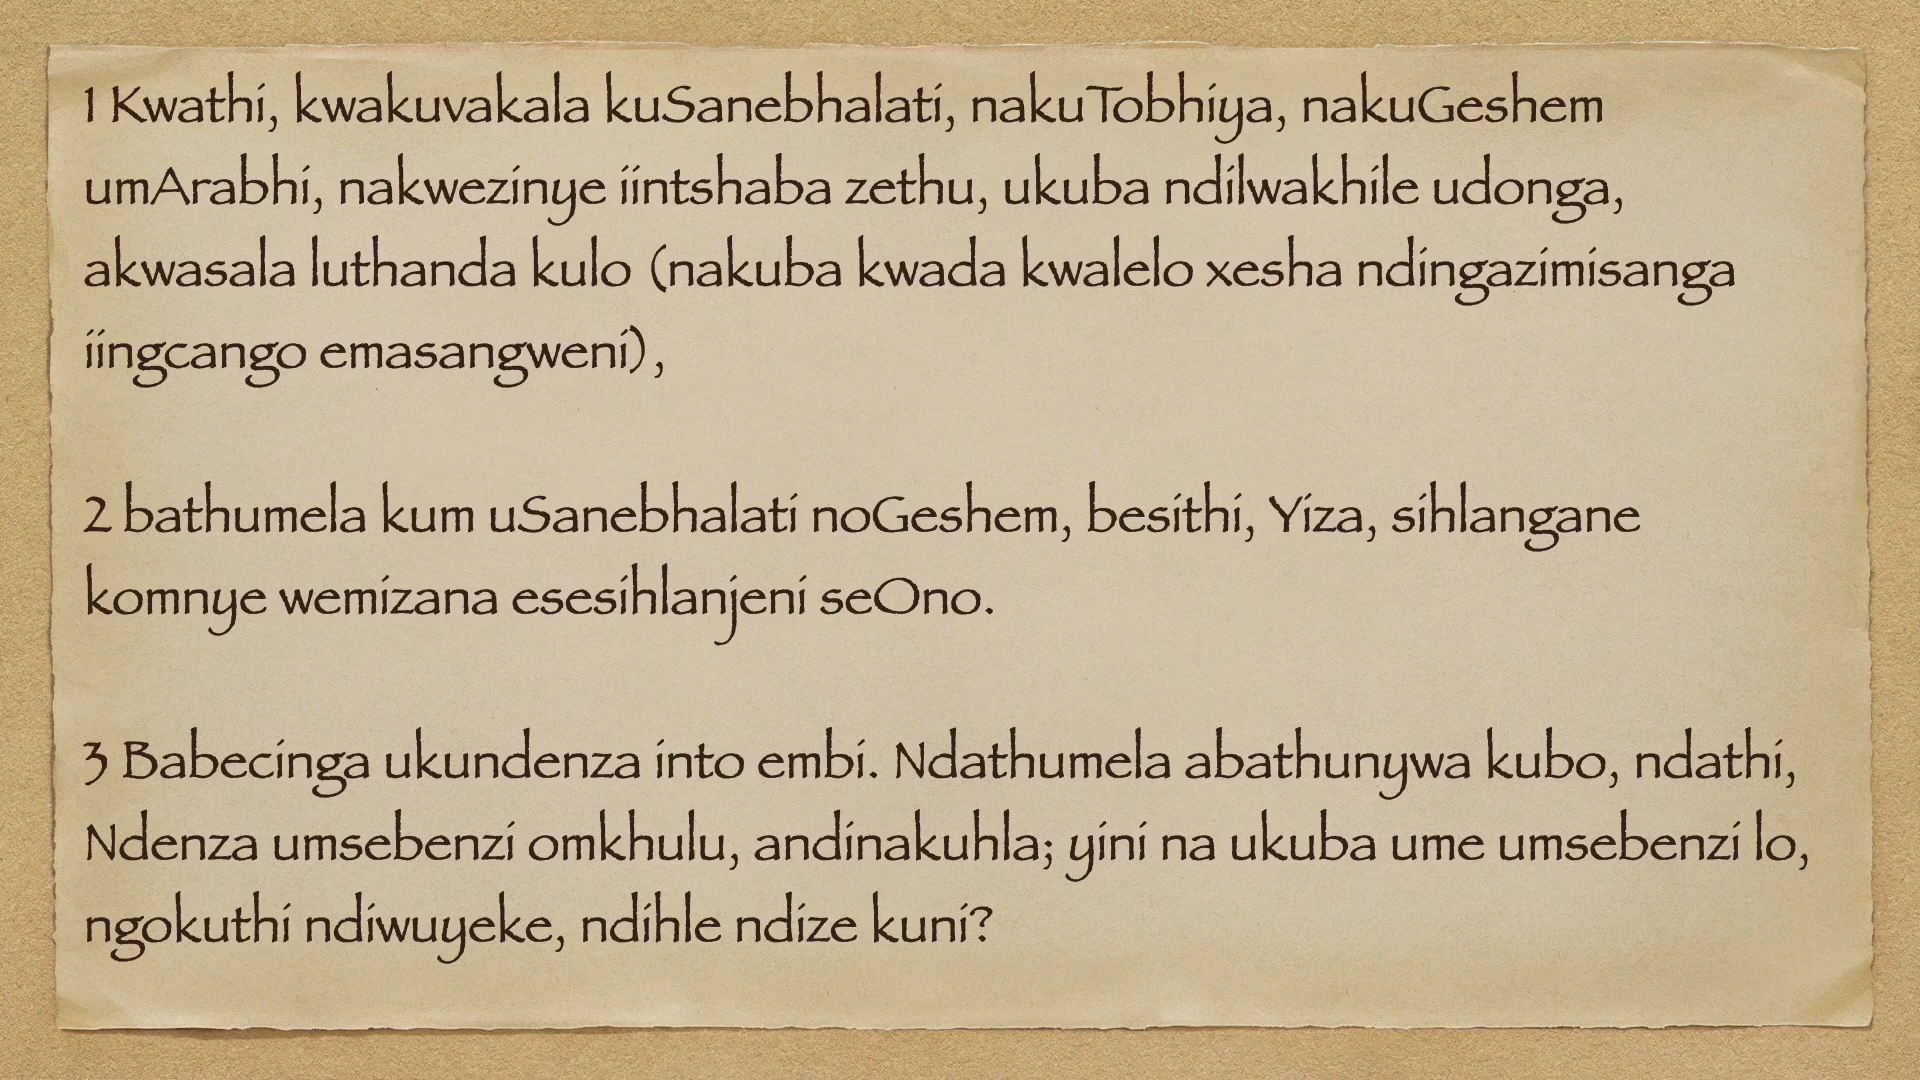 1 Kwathi, kwakuvakala kuSanebhalati, nakuTobhiya, nakuGeshem
umArabhi, nakwezinye iintshaba zethu, ukuba ndilwakhile udonga,
akwasala luthanda kulo (nakuba kwada kwalelo xesha ndingazimisanga
iingcango emasangweni),
2 bathumela kum uSanebhalati noGeshem, besithi, Yiza, sihlangane
komnye wemizana esesihlanjeni seOno.
3 Babecinga ukundenza into embi. Ndathumela abathunywa kubo, ndathi,
Ndenza umsebenzi omkhulu, andinakuhla; yini na ukuba ume umsebenzi lo,
ngokuthi ndiwuyeke, ndihle ndize kuni?